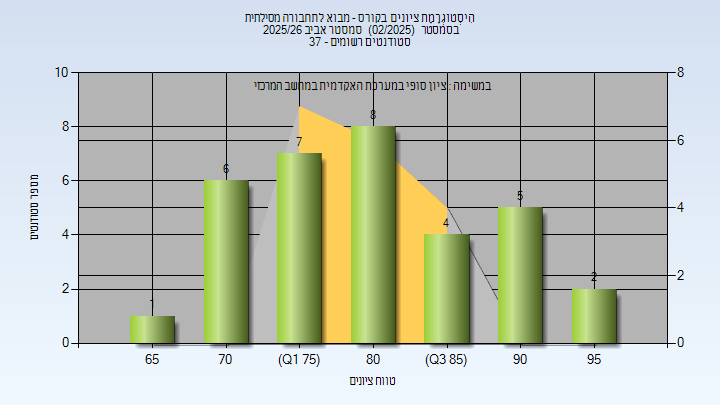 היסטוגרמת ציונים בקורס - מבוא לתחבורה מסילתית
בסמסטר (02/2025) סמסטר אביב 2025/26
סטודנטים רשומים - 37
במשימה : ציון סופי במערכת האקדמית במחשב המרכזי
10
8
6
4
2
0
8
6
4
2
0
1
6
7
8
4
5
2
65
70
(Q1 75)
80
(Q3 85)
90
95
מספר סטודנטים
טווח ציונים